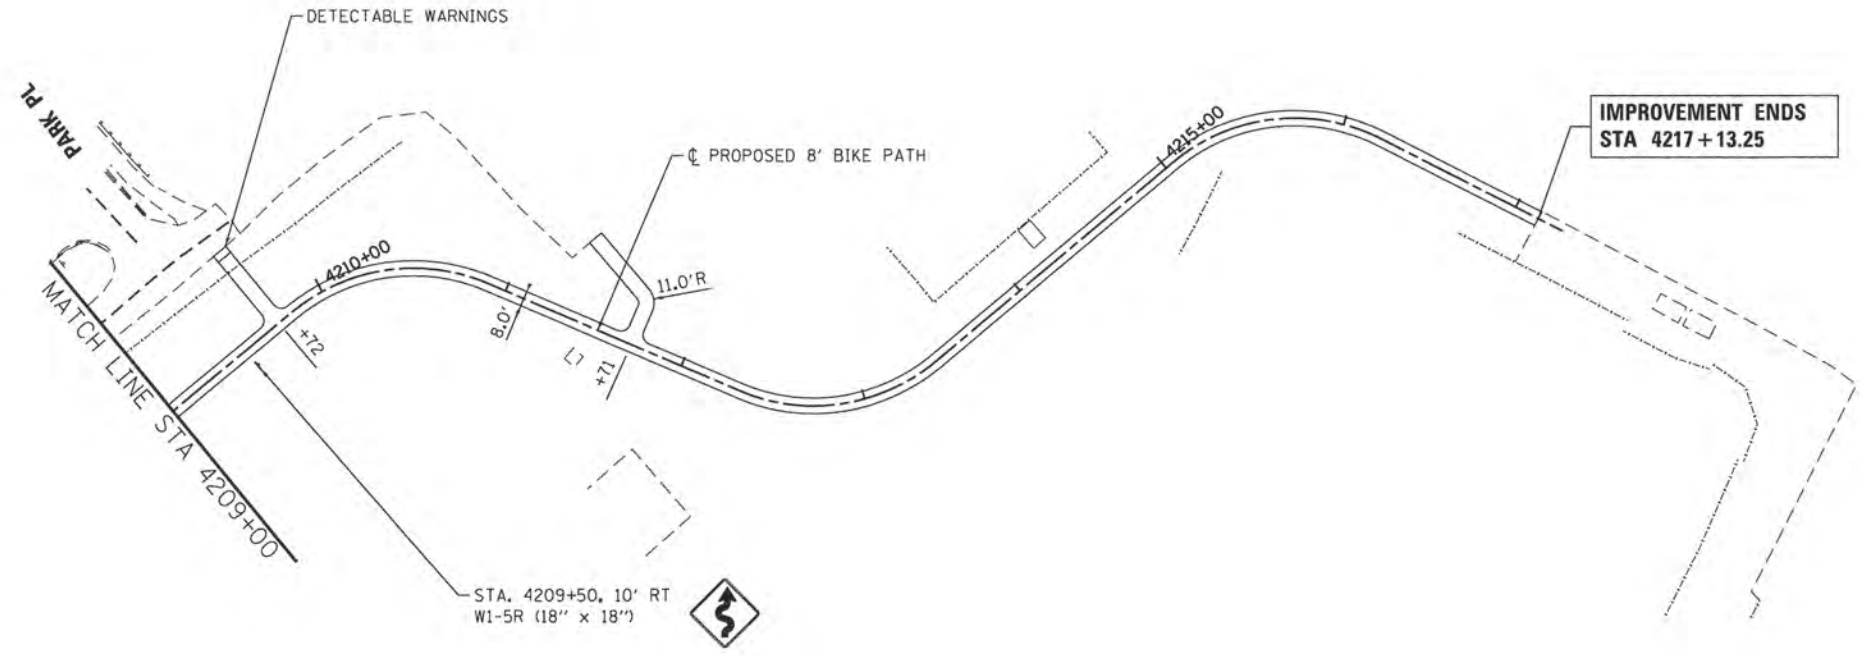 DETECTABLE WARNINGS
PARK PL
℄ PROPOSED 8' BIKE PATH
4215+00
IMPROVEMENT ENDS
STA 4217+13.25
4210+00
11.0'R
8.0'
+72
+71
MATCH LINE STA 4209+00
STA. 4209+50, 10' RT
W1-5R (18" x 18")